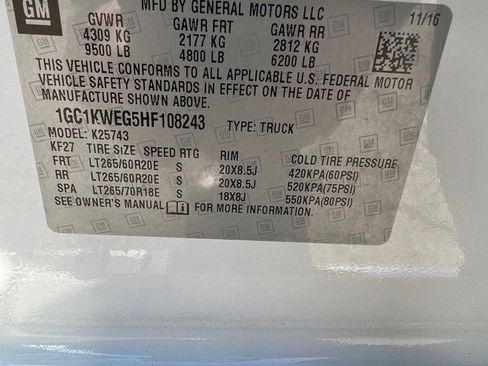 GM
MFD BY GENERAL MOTORS LLC
11/16
GVWR GAWR FRT GAWR RR
4309 KG 2177 KG 2812 KG
9500 LB 4800 LB 6200 LB
THIS VEHICLE CONFORMS TO ALL APPLICABLE U.S. FEDERAL MOTOR
VEHICLE SAFETY STANDARDS IN EFFECT ON THE DATE OF
MANUFACTURE SHOWN ABOVE.
1GC1KWEG5HF108243 TYPE: TRUCK
MODEL: K25743
KF27 TIRE SIZE SPEED RTG RIM COLD TIRE PRESSURE
FRT LT265/60R20E S 20X8.5J 420KPA(60PSI)
RR LT265/60R20E S 20X8.5J 520KPA(75PSI)
SPA LT265/70R18E S 18X8J 550KPA(80PSI)
SEE OWNER'S MANUAL FOR MORE INFORMATION.